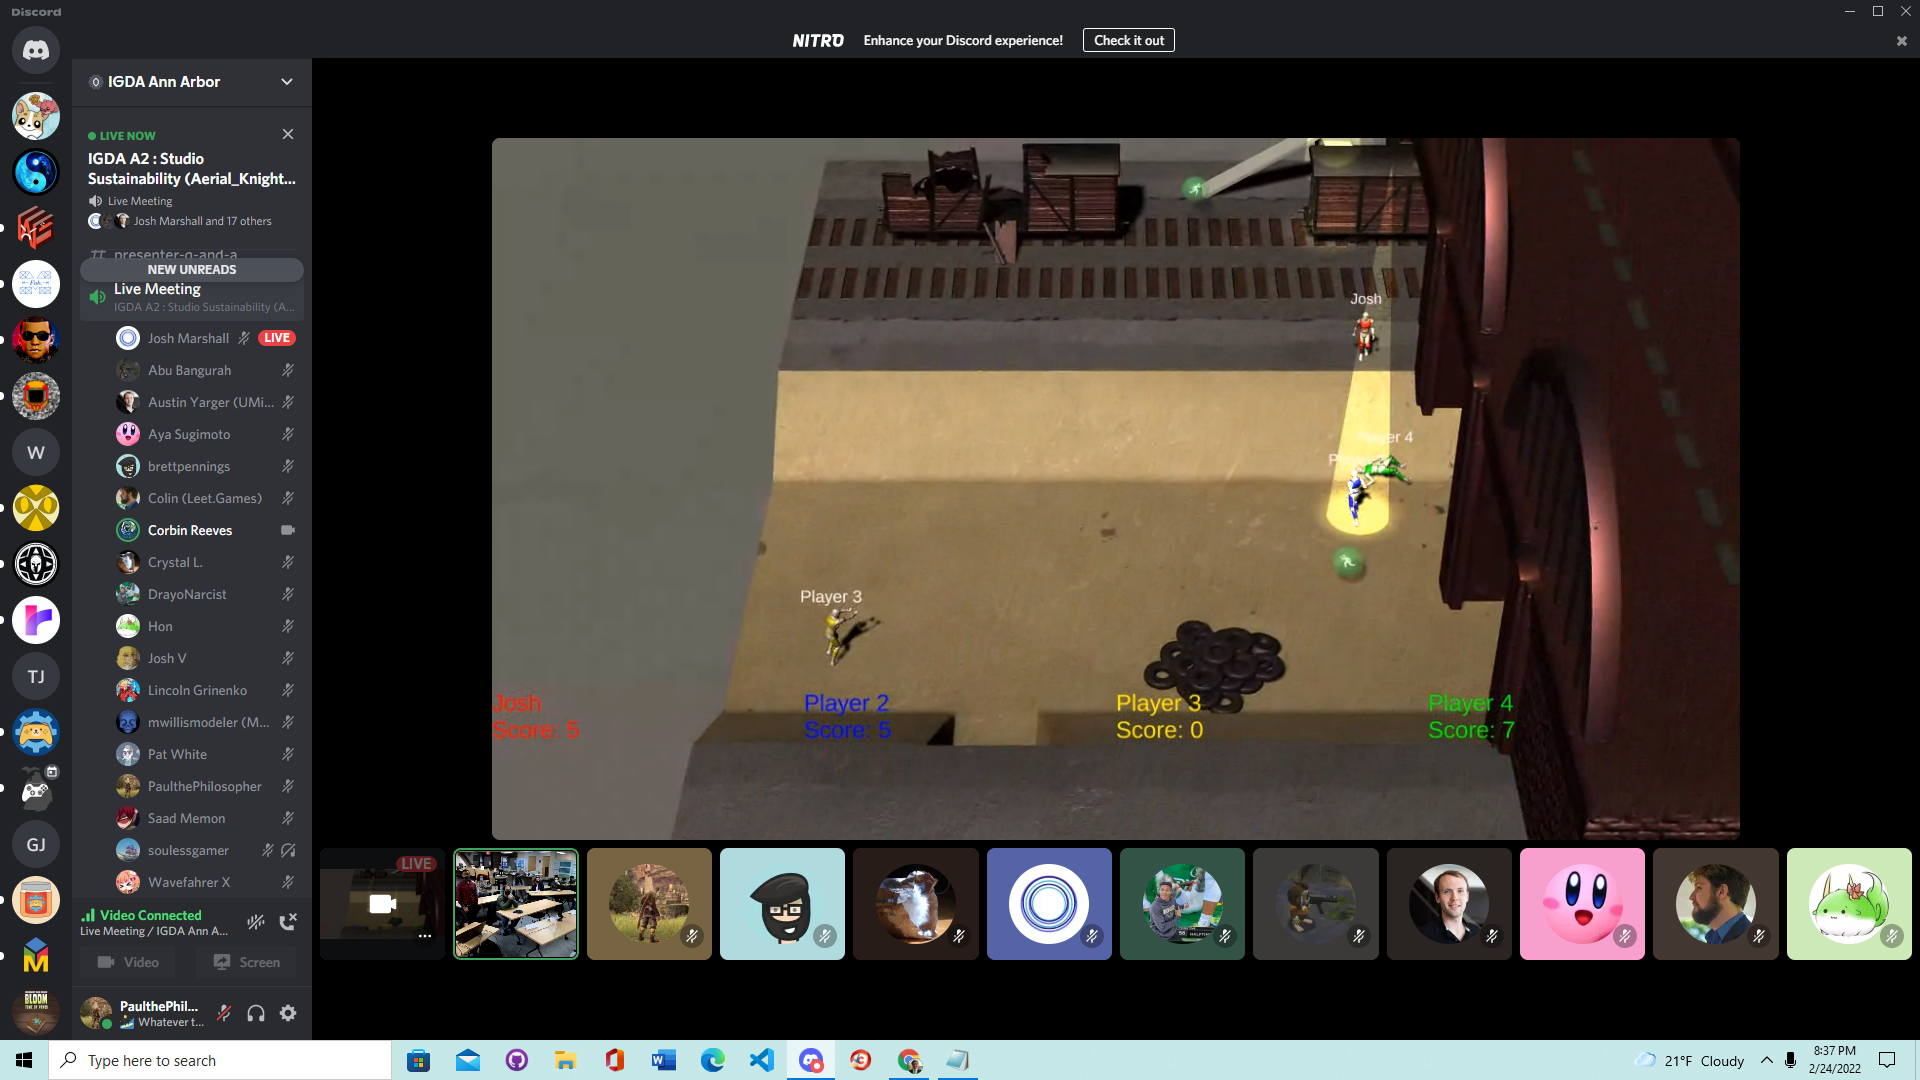 Discord
NITRO Enhance your Discord experience! Check it out
IGDA Ann Arbor
LIVE NOW
IGDA A2 : Studio
Sustainability (Aerial_Knight...
Live Meeting
Josh Marshall and 17 others
presenter-q-and-a
NEW UNREADS
Live Meeting
IGDA A2 : Studio Sustainability (A...
Josh Marshall LIVE
Abu Bangurah
Austin Yarger (UMi...
Aya Sugimoto
brettpennings
Colin (Leet.Games)
Corbin Reeves
Crystal L.
DrayoNarcist
Hon
Josh V
Lincoln Grinenko
mwillismodeler (M...
Pat White
PaulthePhilosopher
Saad Memon
soulessgamer
Wavefahrer X
Video Connected
Live Meeting / IGDA Ann A...
Video Screen
PaulthePhil...
Whatever t...
W
TJ
GJ
M
BLOOM
Josh
Player 4
Player 3
Josh
Score: 5
Player 2
Score: 5
Player 3
Score: 0
Player 4
Score: 7
LIVE
Type here to search
21°F Cloudy
8:37 PM
2/24/2022